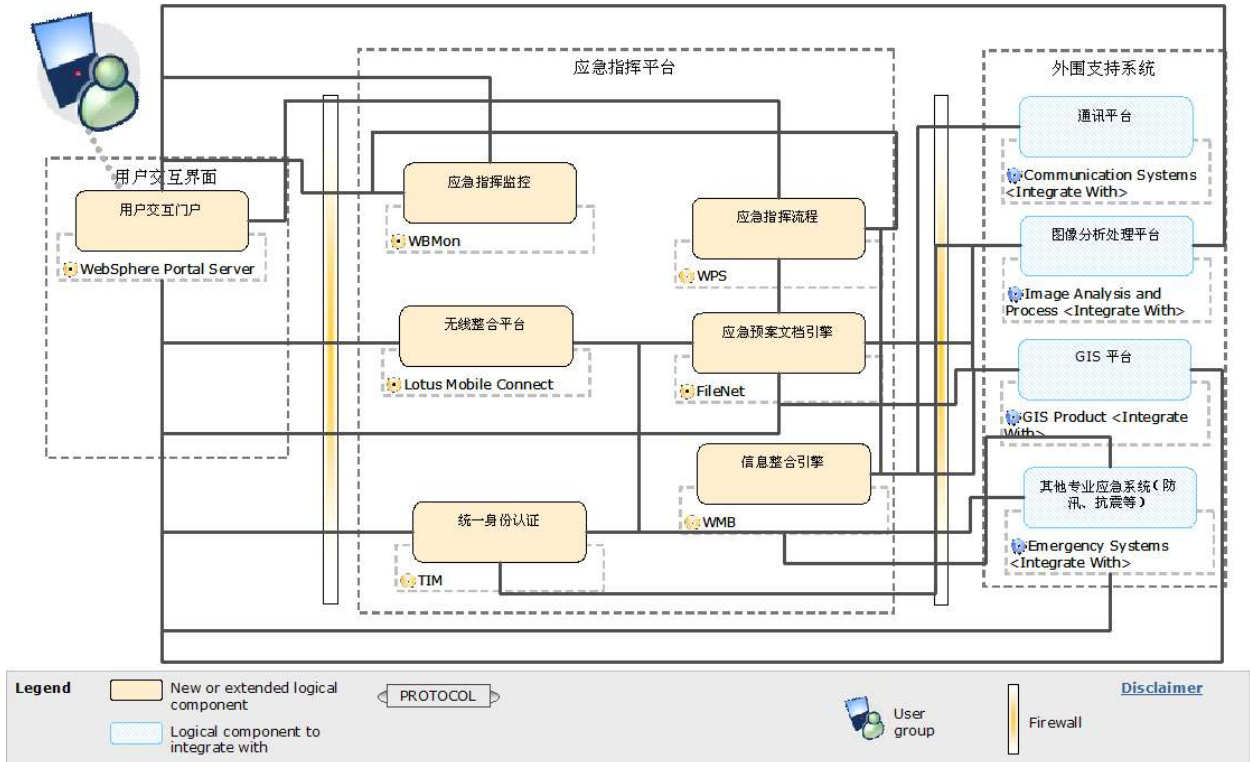 应急指挥平台
外围支持系统
通讯平台
Communication Systems
<Integrate With>
用户交互界面
用户交互门户
WebSphere Portal Server
应急指挥监控
WBMon
应急指挥流程
WPS
图像分析处理平台
Image Analysis and
Process <Integrate With>
无线整合平台
Lotus Mobile Connect
应急预案文档引擎
FileNet
GIS 平台
GIS Product <Integrate
With>
信息整合引擎
WMB
其他专业应急系统(防
汛、抗震等)
Emergency Systems
<Integrate With>
统一身份认证
TIM
Legend
New or extended logical
component
Logical component to
integrate with
PROTOCOL
User
group
Firewall
Disclaimer